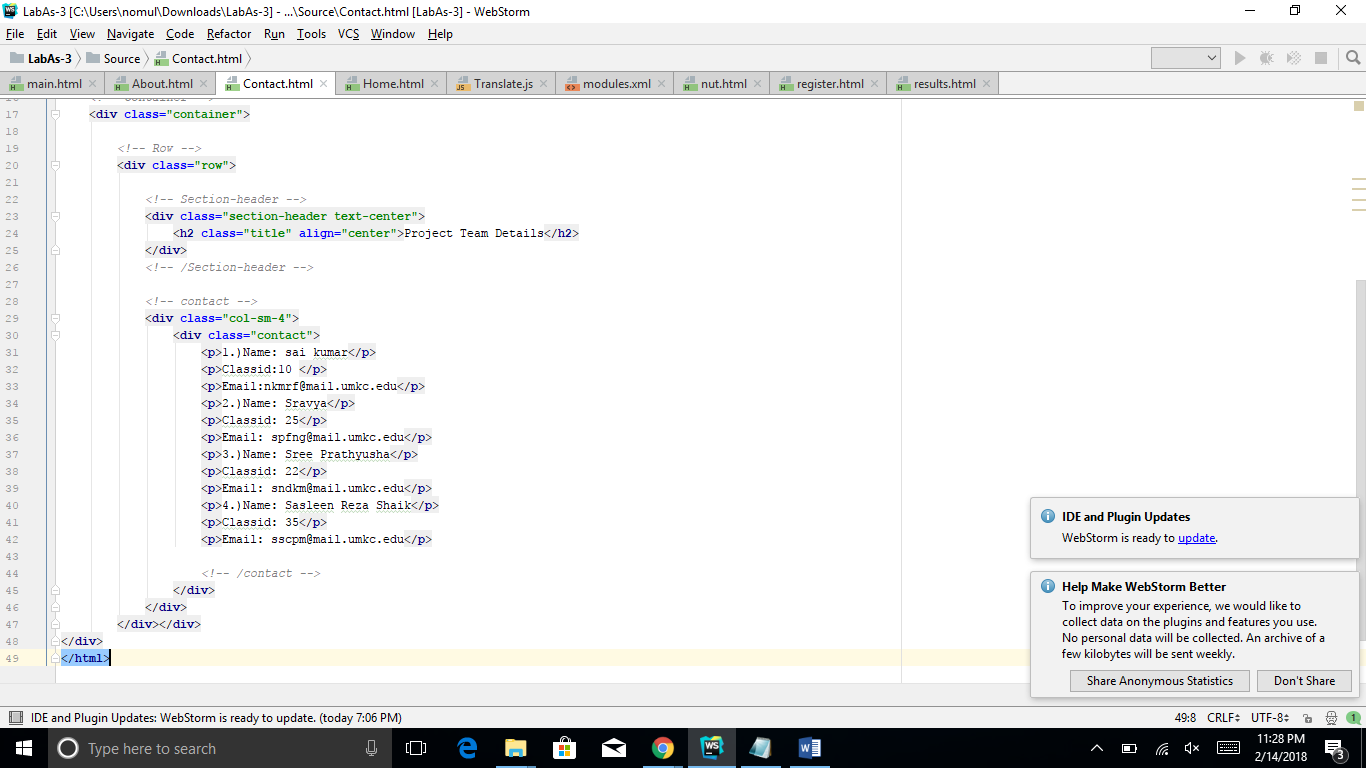 LabAs-3 [C:\Users\nomul\Downloads\LabAs-3] - ...\Source\Contact.html [LabAs-3] - WebStorm
File Edit View Navigate Code Refactor Run Tools VCS Window Help
LabAs-3 Source Contact.html
main.html About.html Contact.html Home.html Translate.js modules.xml nut.html register.html results.html
17 <div class="container">
18
19 <!-- Row -->
20 <div class="row">
21
22 <!-- Section-header -->
23 <div class="section-header text-center">
24 <h2 class="title" align="center">Project Team Details</h2>
25 </div>
26 <!-- /Section-header -->
27
28 <!-- contact -->
29 <div class="col-sm-4">
30 <div class="contact">
31 <p>1.)Name: sai kumar</p>
32 <p>Classid:10 </p>
33 <p>Email:nkmrf@mail.umkc.edu</p>
34 <p>2.)Name: Sravya</p>
35 <p>Classid: 25</p>
36 <p>Email: spfng@mail.umkc.edu</p>
37 <p>3.)Name: Sree Prathyusha</p>
38 <p>Classid: 22</p>
39 <p>Email: sndkm@mail.umkc.edu</p>
40 <p>4.)Name: Sasleen Reza Shaik</p>
41 <p>Classid: 35</p>
42 <p>Email: sscpm@mail.umkc.edu</p>
43
44 <!-- /contact -->
45 </div>
46 </div>
47 </div></div>
48 </div>
49 </html>
IDE and Plugin Updates
WebStorm is ready to update.
Help Make WebStorm Better
To improve your experience, we would like to
collect data on the plugins and features you use.
No personal data will be collected. An archive of a
few kilobytes will be sent weekly.
Share Anonymous Statistics Don't Share
IDE and Plugin Updates: WebStorm is ready to update. (today 7:06 PM) 49:8 CRLF UTF-8 1
Type here to search
11:28 PM
2/14/2018
3